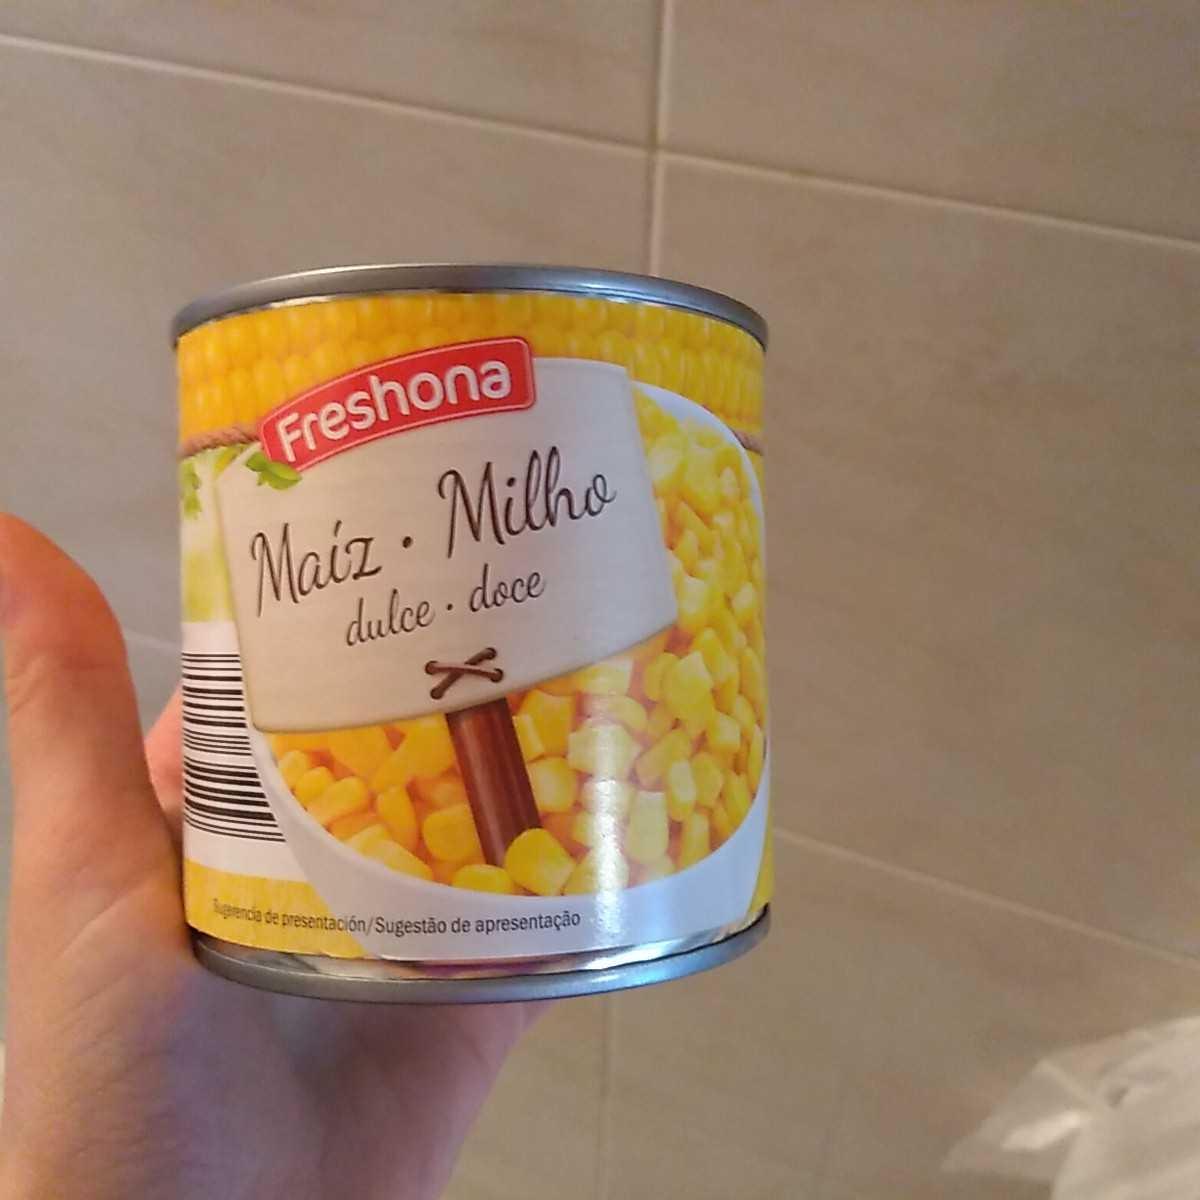 Freshona
Maíz · Milho
dulce · doce
Sugerencia de presentación/Sugestão de apresentação